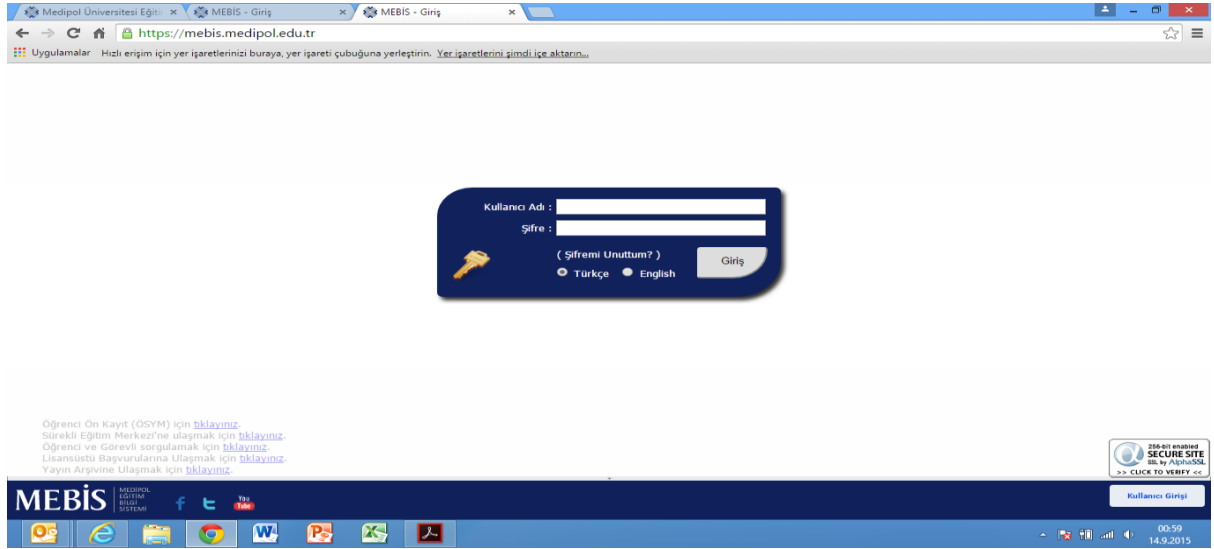 Medipol Üniversitesi Eğiti
MEBİS - Giriş
MEBİS - Giriş
https://mebis.medipol.edu.tr
Uygulamalar Hızlı erişim için yer işaretlerinizi buraya, yer işareti çubuğuna yerleştirin. Yer işaretlerini şimdi içe aktarın...
Kullanıcı Adı :
Şifre :
( Şifremi Unuttum? )
Türkçe English
Giriş
Öğrenci Ön Kayıt (ÖSYM) için tıklayınız.
Sürekli Eğitim Merkezi'ne ulaşmak için tıklayınız.
Öğrenci ve Görevli sorgulamak için tıklayınız.
Lisansüstü Başvurularına Ulaşmak için tıklayınız.
Yayın Arşivine Ulaşmak için tıklayınız.
256-bit enabled
SECURE SITE
SSL by AlphaSSL
>> CLICK TO VERIFY <<
MEBİS
MEDİPOL
EĞİTİM
BİLGİ
SİSTEMİ
You
Tube
Kullanıcı Girişi
00:59
14.9.2015